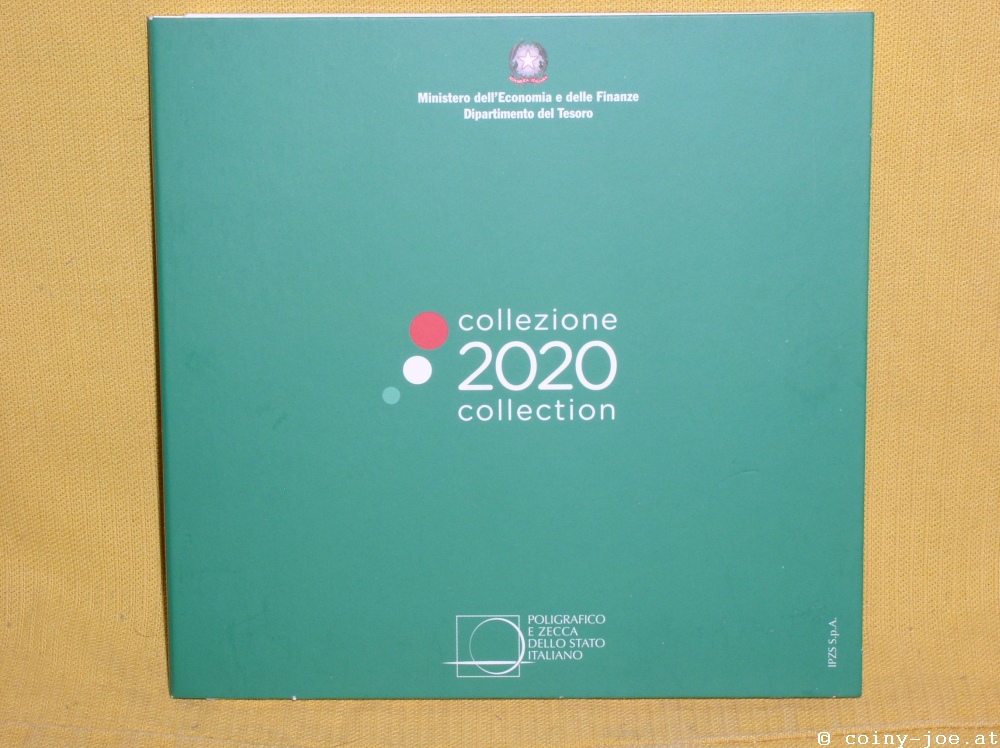 Ministero dell'Economia e delle Finanze
Dipartimento del Tesoro
collezione
2020
collection
POLIGRAFICO
E ZECCA
DELLO STATO
ITALIANO
IPZS S.p.A.
© coiny-joe.at